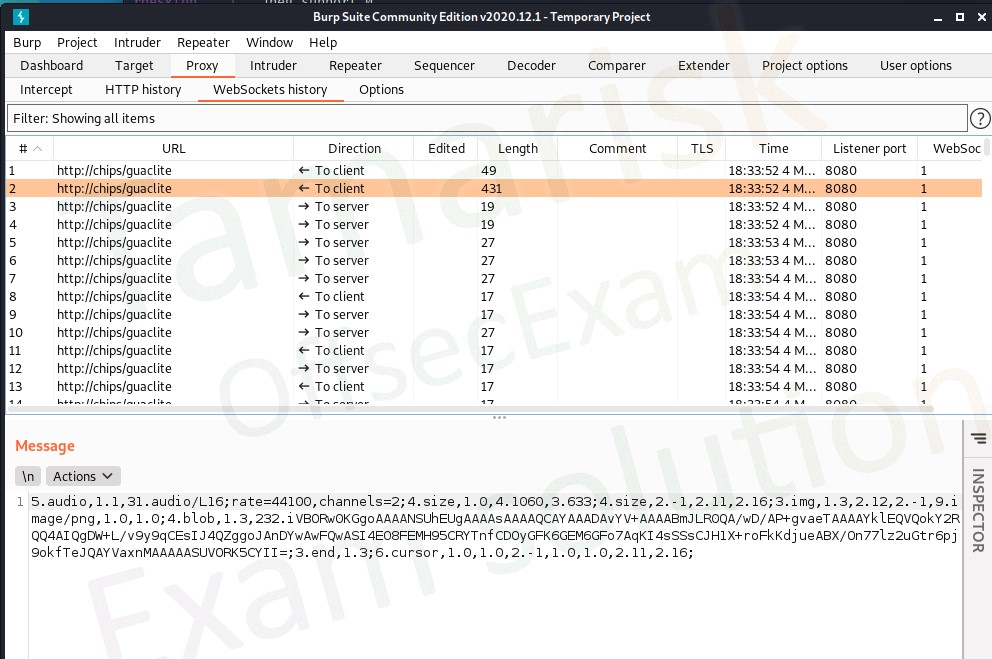 Burp Suite Community Edition v2020.12.1 - Temporary Project
Burp Project Intruder Repeater Window Help
Dashboard Target Proxy Intruder Repeater Sequencer Decoder Comparer Extender Project options User options
Intercept HTTP history WebSockets history Options
Filter: Showing all items
# URL Direction Edited Length Comment TLS Time Listener port WebSoc
1 http://chips/guaclite ← To client 49 18:33:52 4 M... 8080 1
2 http://chips/guaclite ← To client 431 18:33:52 4 M... 8080 1
3 http://chips/guaclite → To server 19 18:33:52 4 M... 8080 1
4 http://chips/guaclite → To server 19 18:33:52 4 M... 8080 1
5 http://chips/guaclite → To server 27 18:33:53 4 M... 8080 1
6 http://chips/guaclite → To server 27 18:33:53 4 M... 8080 1
7 http://chips/guaclite → To server 27 18:33:54 4 M... 8080 1
8 http://chips/guaclite ← To client 17 18:33:54 4 M... 8080 1
9 http://chips/guaclite → To server 17 18:33:54 4 M... 8080 1
10 http://chips/guaclite → To server 27 18:33:54 4 M... 8080 1
11 http://chips/guaclite ← To client 17 18:33:54 4 M... 8080 1
12 http://chips/guaclite → To server 17 18:33:54 4 M... 8080 1
13 http://chips/guaclite ← To client 17 18:33:54 4 M... 8080 1
Message
\n Actions
1 5.audio,1.1,31.audio/L16;rate=44100,channels=2;4.size,1.0,4.1060,3.633;4.size,2.-1,2.11,2.16;3.img,1.3,2.12,2.-1,9.i
mage/png,1.0,1.0;4.blob,1.3,232.iVBORw0KGgoAAAANSUhEUgAAAAsAAAAQCAYAAADAvYV+AAAABmJLR0QA/wD/AP+gvaeTAAAAYklEQVQokY2R
QQ4AIQgDW+L/v9y9qCEsIJ4QZggoJAnDYwAwFQwASI4EO8FEMH95CRYTnfCDOyGFK6GEM6GFo7AqKI4sSSsCJH1X+roFkKdjueABX/On77lz2uGtr6pj
9okfTeJQAYVaxnMAAAAASUVORK5CYII=;3.end,1.3;6.cursor,1.0,1.0,2.-1,1.0,1.0,2.11,2.16;
INSPECTOR
amarisk
OffsecExam
Exam solution